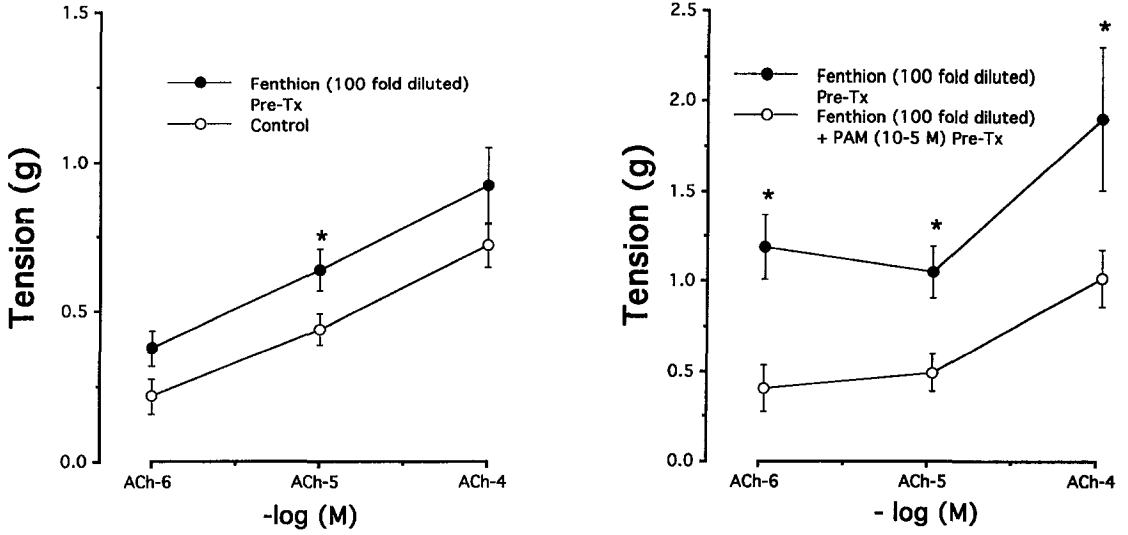 1.5
1.0
0.5
0.0
Tension (g)
Fenthion (100 fold diluted)
Pre-Tx
Control
*
ACh-6
ACh-5
ACh-4
-log (M)
2.5
2.0
1.5
1.0
0.5
0.0
Tension (g)
Fenthion (100 fold diluted)
Pre-Tx
Fenthion (100 fold diluted)
+ PAM (10-5 M) Pre-Tx
*
*
*
ACh-6
ACh-5
ACh-4
- log (M)